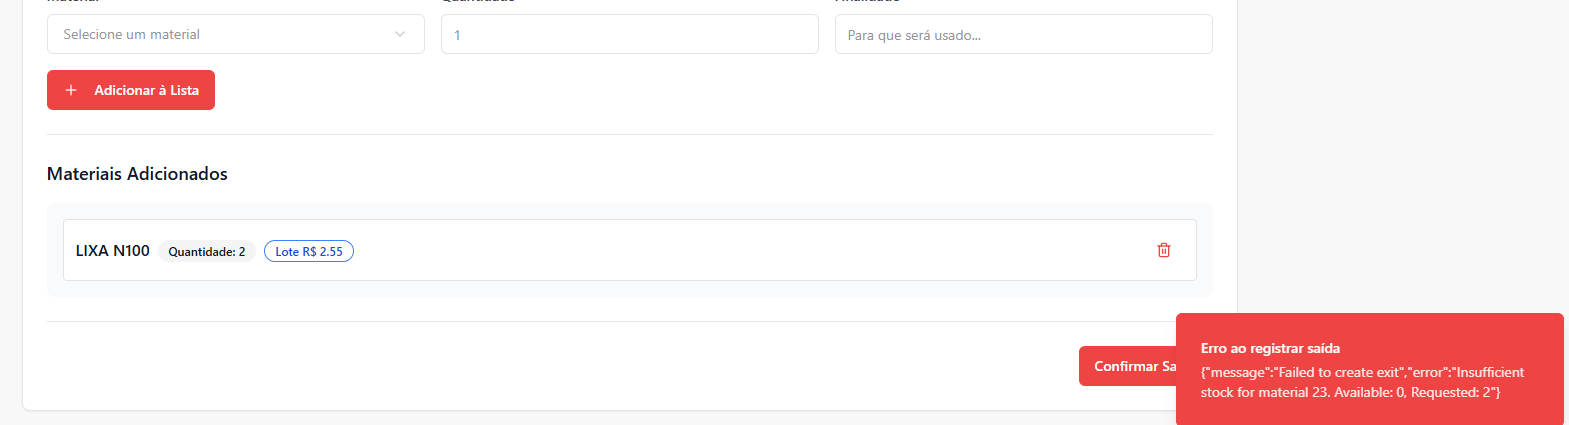 Selecione um material
1
Para que será usado...
Adicionar à Lista
Materiais Adicionados
LIXA N100 Quantidade: 2 Lote R$ 2.55
Confirmar Sa
Erro ao registrar saída
{"message":"Failed to create exit","error":"Insufficient
stock for material 23. Available: 0, Requested: 2"}